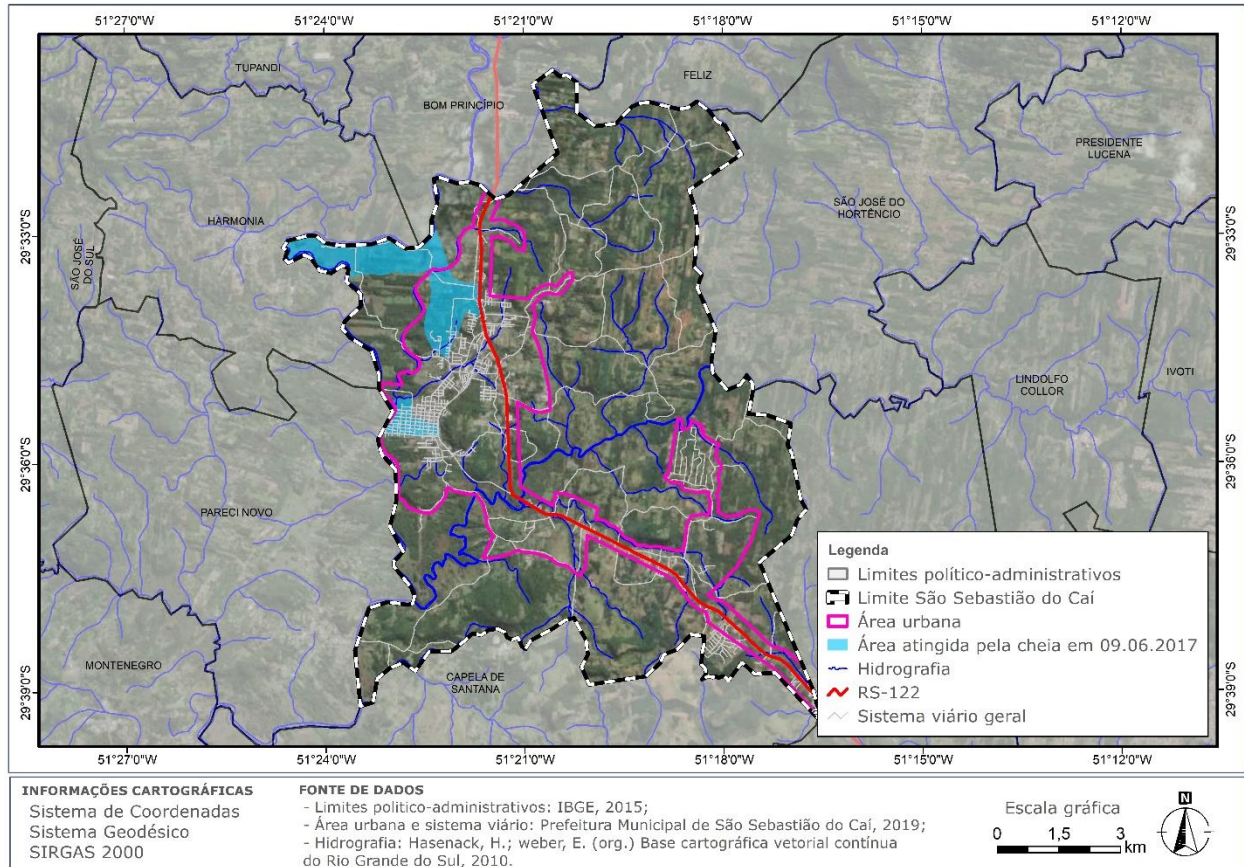 51°27'0"W 51°24'0"W 51°21'0"W 51°18'0"W 51°15'0"W 51°12'0"W
TUPANDI
FELIZ
BOM PRINCÍPIO
PRESIDENTE
LUCENA
SÃO JOSÉ DO
HORTÊNCIO
HARMONIA
29°33'0"S
29°33'0"S
SÃO JOSÉ
DO SUL
LINDOLFO
COLLOR
IVOTI
29°36'0"S
29°36'0"S
PARECI NOVO
MONTENEGRO
CAPELA DE
SANTANA
29°39'0"S
29°39'0"S
Legenda
Limites político-administrativos
Limite São Sebastião do Caí
Área urbana
Área atingida pela cheia em 09.06.2017
Hidrografia
RS-122
Sistema viário geral
51°27'0"W 51°24'0"W 51°21'0"W 51°18'0"W 51°15'0"W 51°12'0"W
INFORMAÇÕES CARTOGRÁFICAS
Sistema de Coordenadas
Sistema Geodésico
SIRGAS 2000
FONTE DE DADOS
- Limites politico-administrativos: IBGE, 2015;
- Área urbana e sistema viário: Prefeitura Municipal de São Sebastião do Caí, 2019;
- Hidrografia: Hasenack, H.; weber, E. (org.) Base cartográfica vetorial contínua
do Rio Grande do Sul, 2010.
Escala gráfica
0 1,5 3
km
N